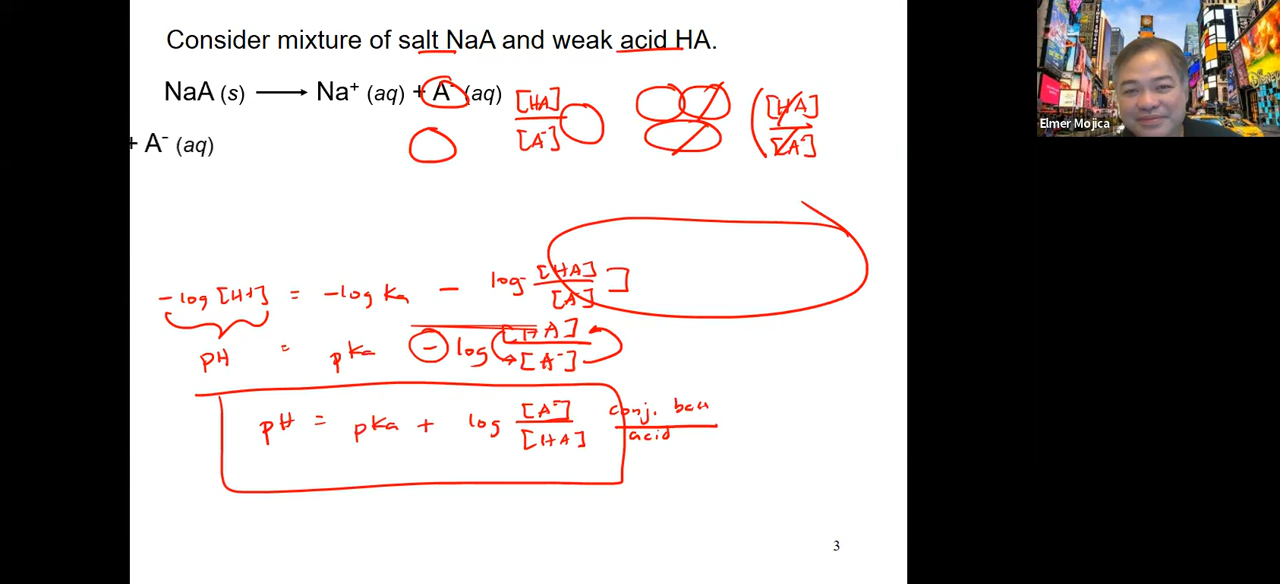 Consider mixture of salt NaA and weak acid HA.
NaA (s) ⟶ Na⁺ (aq) + A⁻ (aq)
[HA]
[A⁻]
[HA]
[A]
+ A⁻ (aq)
Elmer Mojica
-log [H+] = -log Ka - log [HA] / [A⁻] ]
pH = pKa - log [HA] / [A⁻]
pH = pKa + log [A⁻] / [HA]
conj.
acid
3